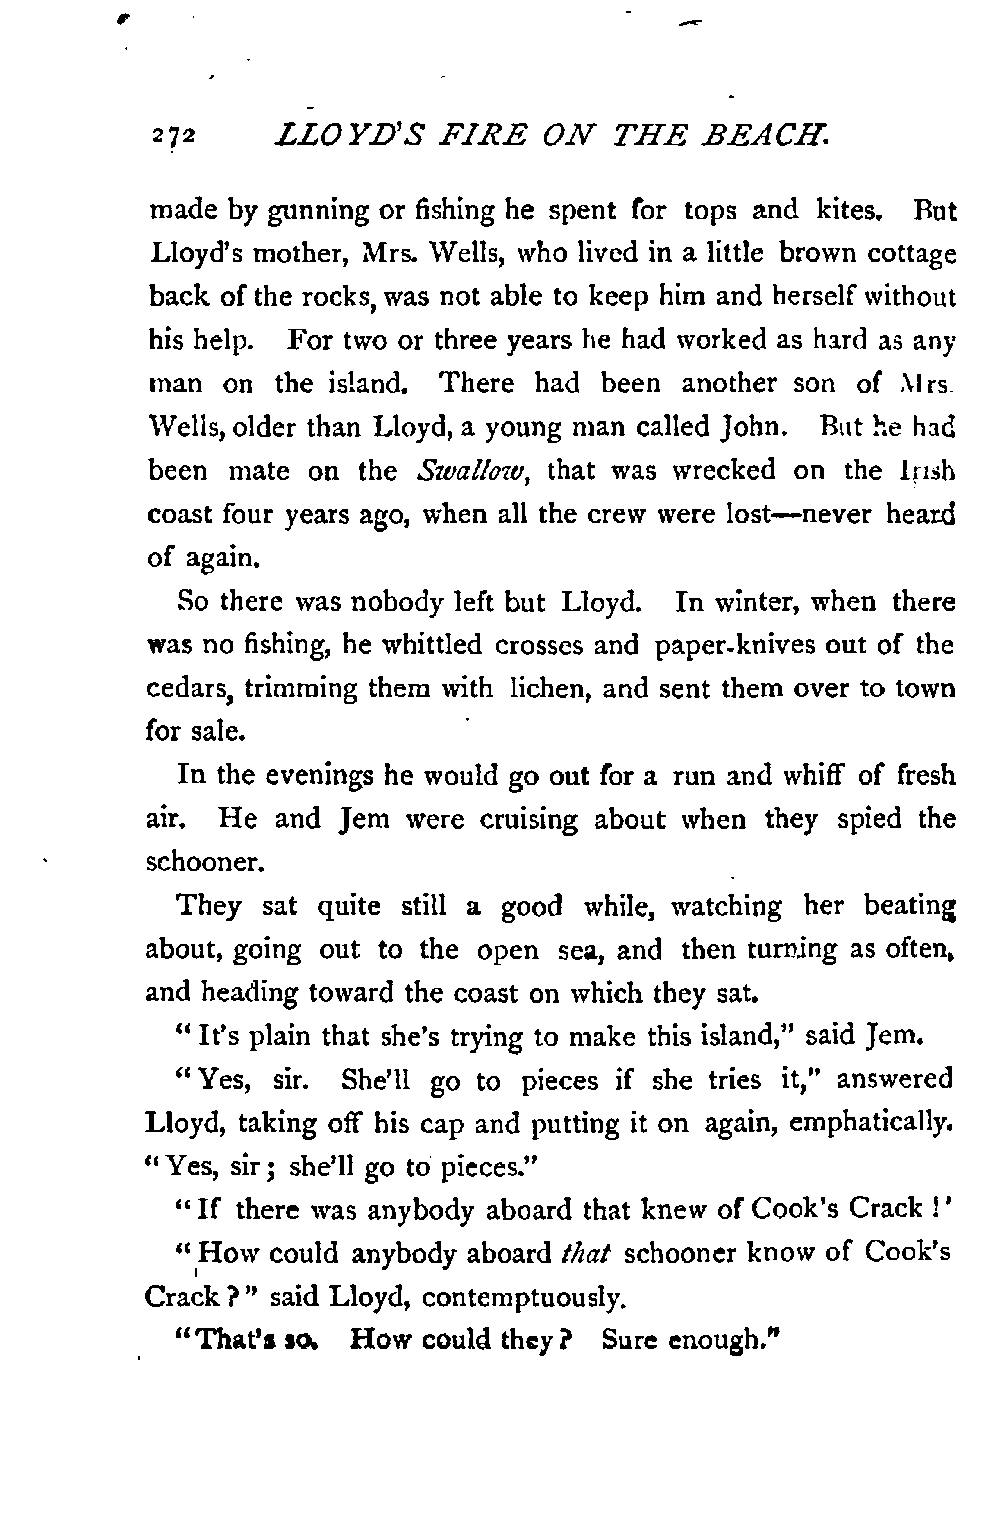 272 LLOYD'S FIRE ON THE BEACH.
made by gunning or fishing he spent for tops and kites. But
Lloyd's mother, Mrs. Wells, who lived in a little brown cottage
back of the rocks, was not able to keep him and herself without
his help. For two or three years he had worked as hard as any
man on the island. There had been another son of Mrs.
Wells, older than Lloyd, a young man called John. But he had
been mate on the Swallow, that was wrecked on the Irish
coast four years ago, when all the crew were lost—never heard
of again.
So there was nobody left but Lloyd. In winter, when there
was no fishing, he whittled crosses and paper-knives out of the
cedars, trimming them with lichen, and sent them over to town
for sale.
In the evenings he would go out for a run and whiff of fresh
air. He and Jem were cruising about when they spied the
schooner.
They sat quite still a good while, watching her beating
about, going out to the open sea, and then turning as often,
and heading toward the coast on which they sat.
"It's plain that she's trying to make this island," said Jem.
"Yes, sir. She'll go to pieces if she tries it," answered
Lloyd, taking off his cap and putting it on again, emphatically.
"Yes, sir; she'll go to pieces."
"If there was anybody aboard that knew of Cook's Crack!'
"How could anybody aboard that schooner know of Cook's
Crack?" said Lloyd, contemptuously.
"That's so. How could they? Sure enough."